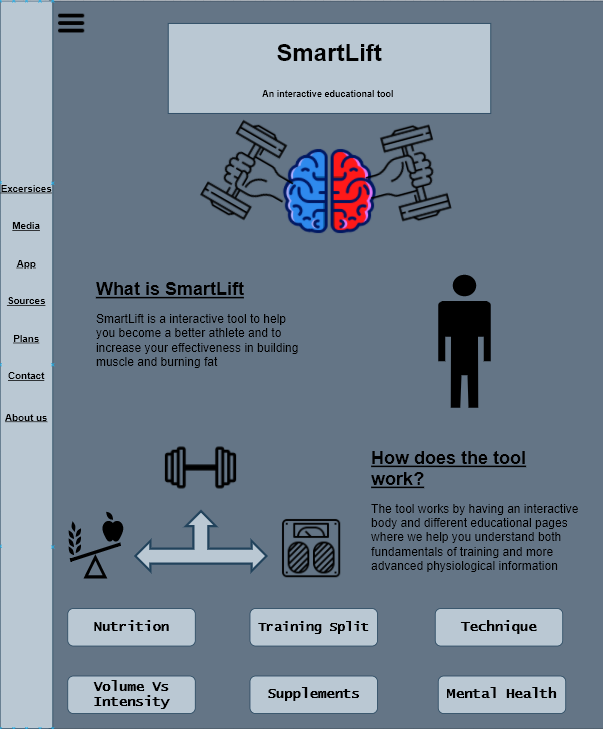 SmartLift
An interactive educational tool
Excersices
Media
App
Sources
Plans
Contact
About us
What is SmartLift
SmartLift is a interactive tool to help
you become a better athlete and to
increase your effectiveness in building
muscle and burning fat
How does the tool
work?
The tool works by having an interactive
body and different educational pages
where we help you understand both
fundamentals of training and more
advanced physiological information
Nutrition
Training Split
Technique
Volume Vs
Intensity
Supplements
Mental Health